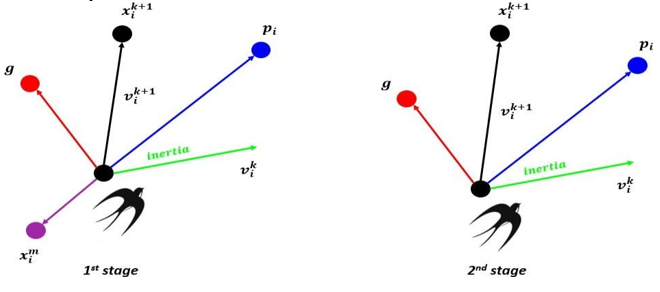 x_i^{k+1}
p_i
g
v_i^{k+1}
inertia
v_i^k
x_i^m
1st stage
x_i^{k+1}
p_i
g
v_i^{k+1}
inertia
v_i^k
2nd stage